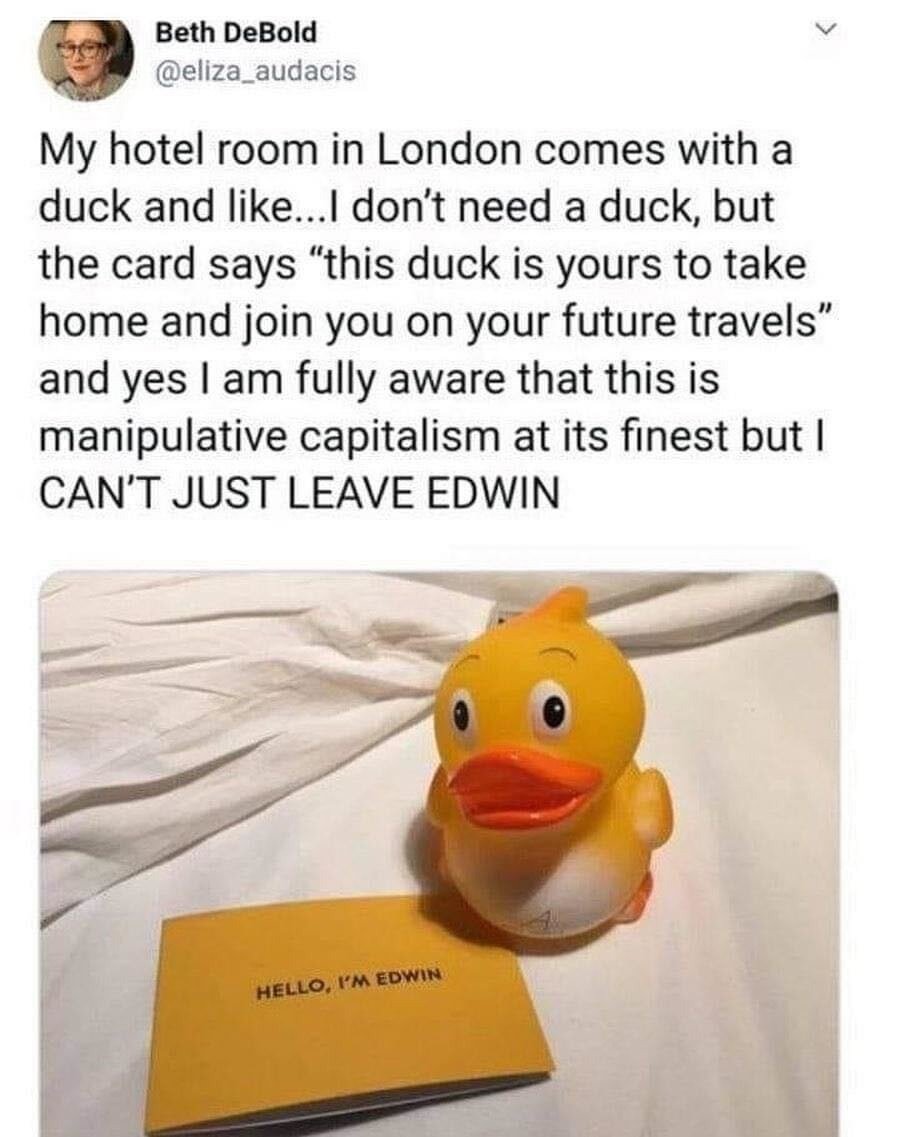 Beth DeBold
@eliza_audacis
My hotel room in London comes with a
duck and like...I don't need a duck, but
the card says “this duck is yours to take
home and join you on your future travels”
and yes I am fully aware that this is
manipulative capitalism at its finest but I
CAN'T JUST LEAVE EDWIN
HELLO, I'M EDWIN